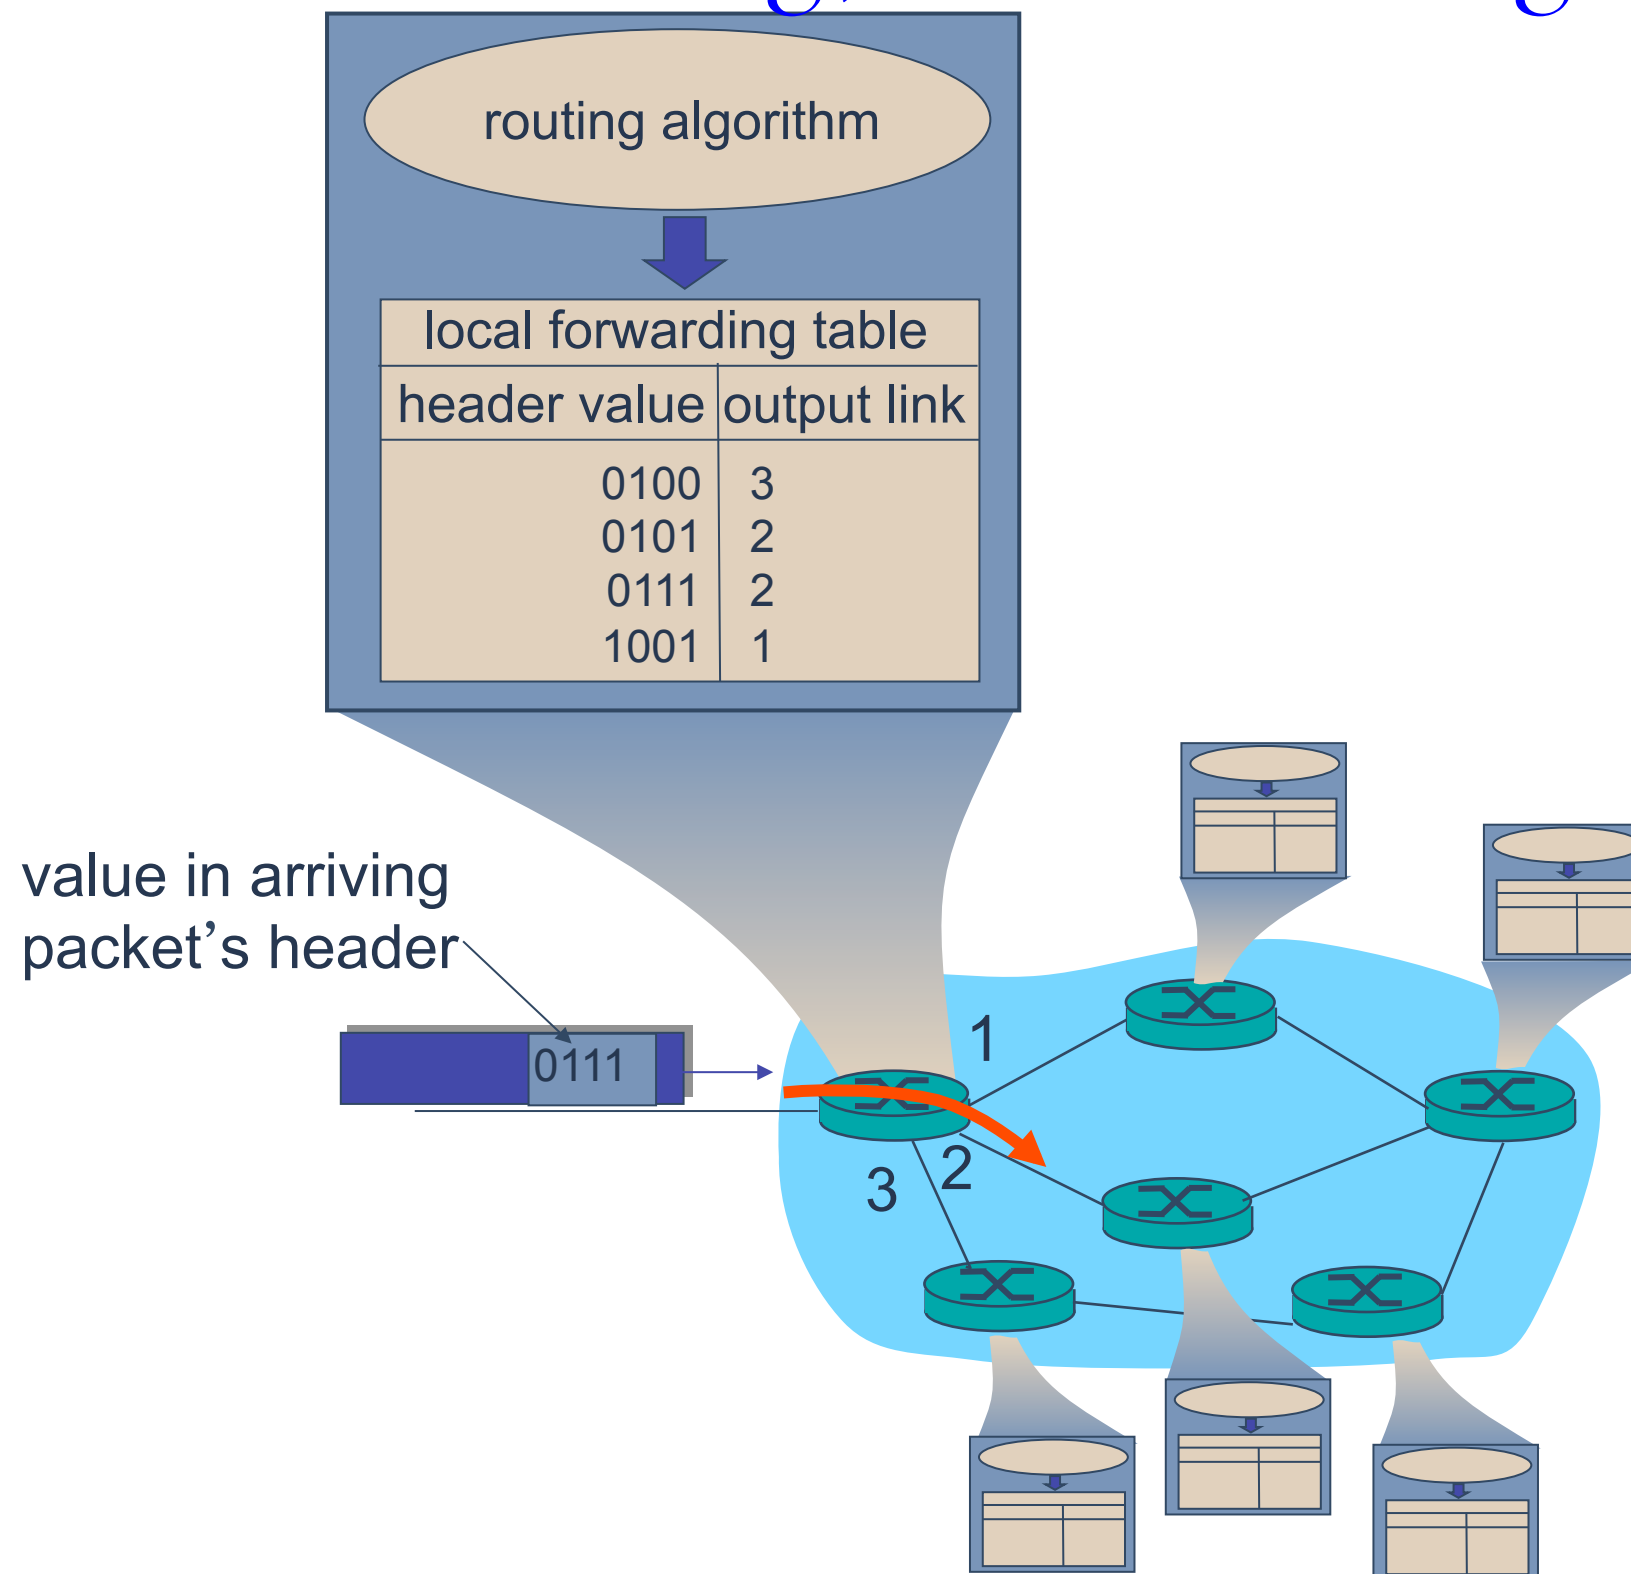 routing algorithm
local forwarding table
header value output link
0100 3
0101 2
0111 2
1001 1
value in arriving
packet’s header
0111
1
2
3